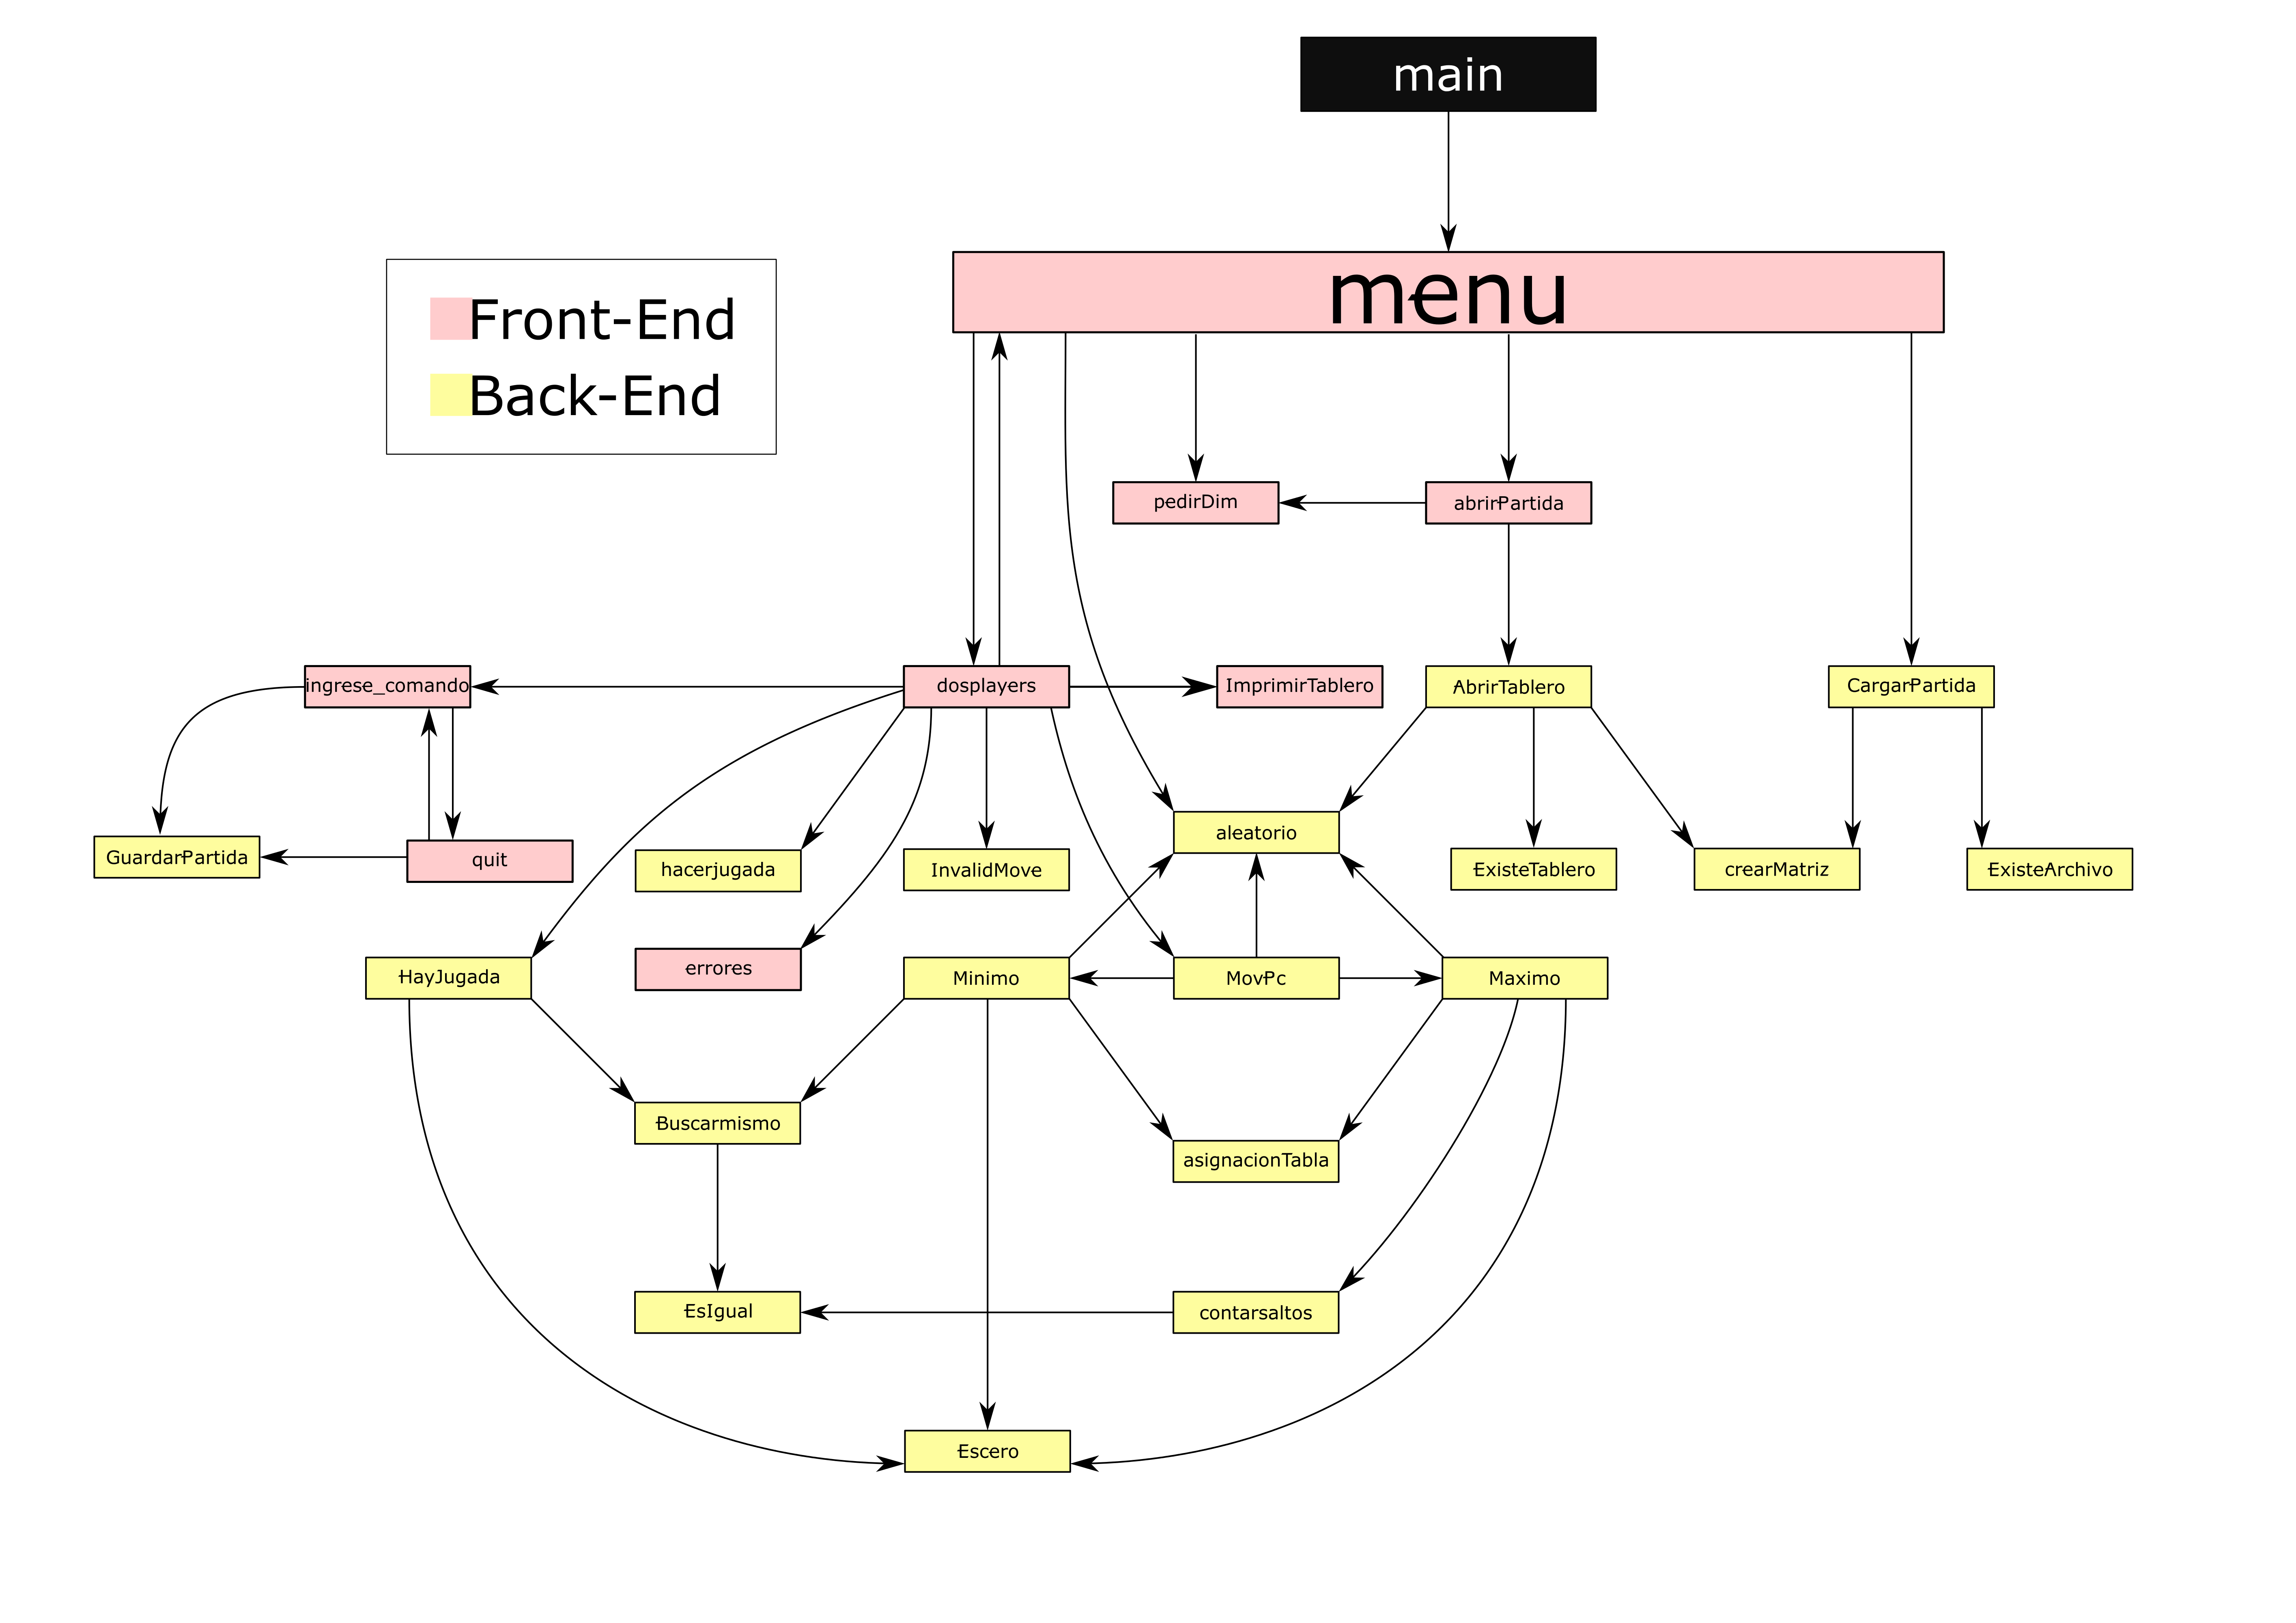 main
menu
Front-End
Back-End
pedirDim
abrirPartida
ingrese_comando
dosplayers
ImprimirTablero
AbrirTablero
CargarPartida
aleatorio
GuardarPartida
quit
hacerjugada
InvalidMove
ExisteTablero
crearMatriz
ExisteArchivo
HayJugada
errores
Minimo
MovPc
Maximo
Buscarmismo
asignacionTabla
EsIgual
contarsaltos
Escero